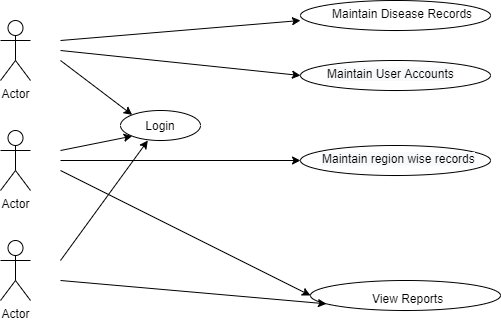 Maintain Disease Records
Maintain User Accounts
Actor
Login
Maintain region wise records
Actor
View Reports
Actor